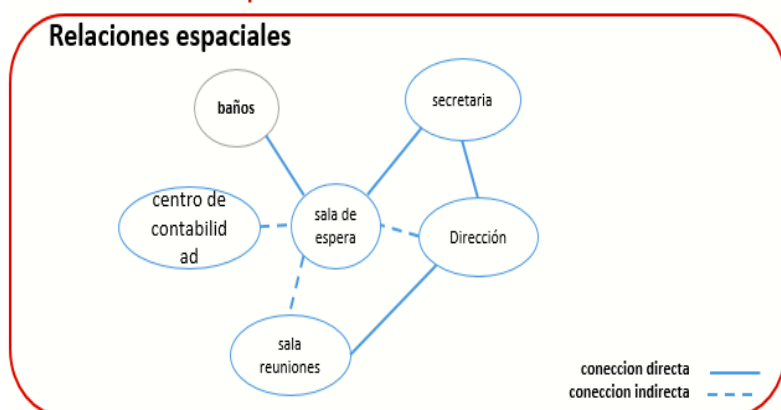 Relaciones espaciales
baños
secretaria
centro de
contabilid
ad
sala de
espera
Dirección
sala
reuniones
coneccion directa
coneccion indirecta